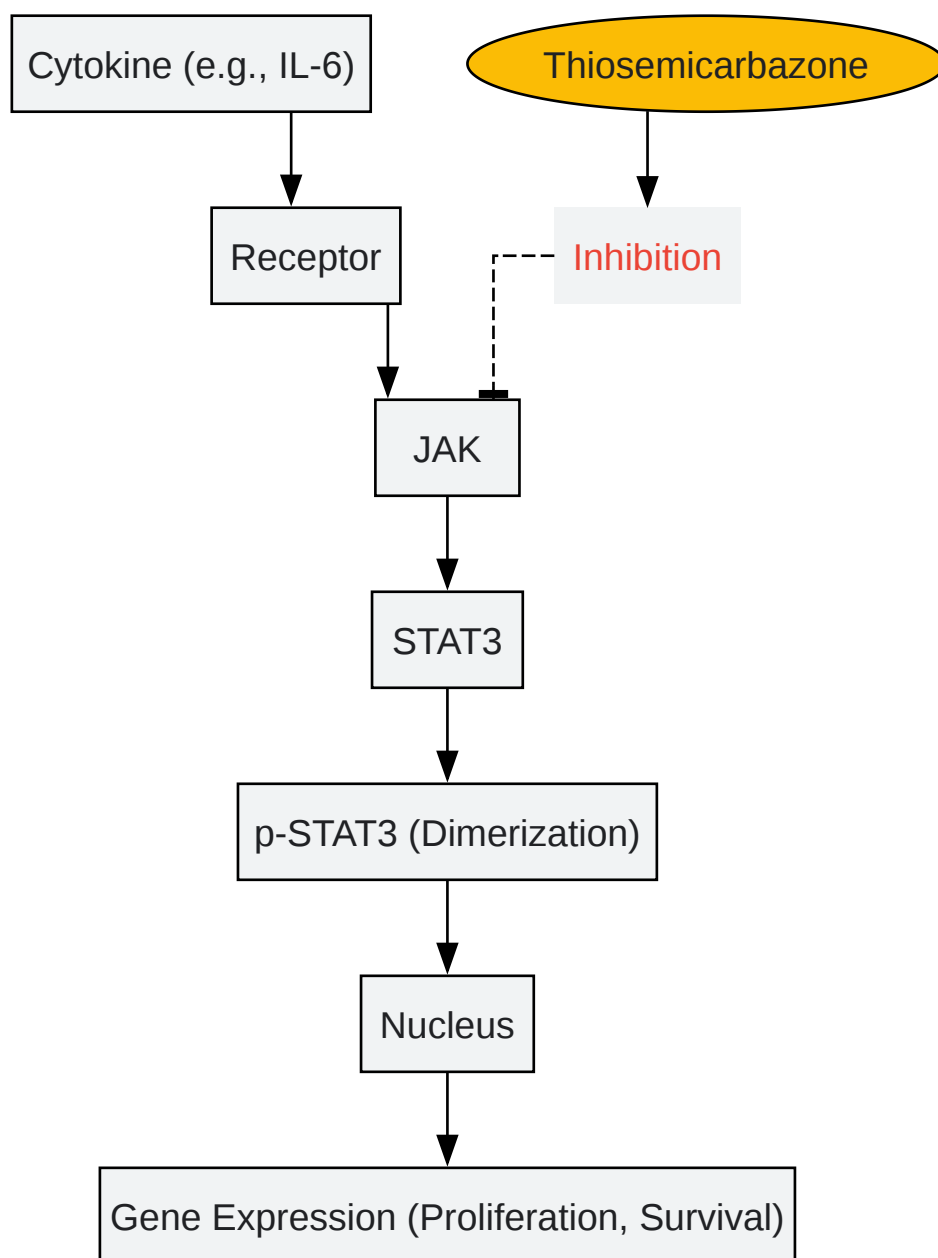 Cytokine (e.g., IL-6)
Thiosemicarbazone
Receptor
Inhibition
JAK
STAT3
p-STAT3 (Dimerization)
Nucleus
Gene Expression (Proliferation, Survival)